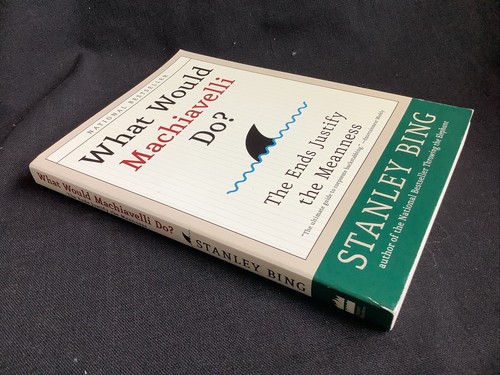 NATIONAL BESTSELLER
What Would
Machiavelli
Do?
The Ends Justify
the Meanness
"The ultimate guide to corporate backstabbing."
STANLEY BING
author of the National Bestseller Throwing the Elephant
What Would Machiavelli Do?
STANLEY BING